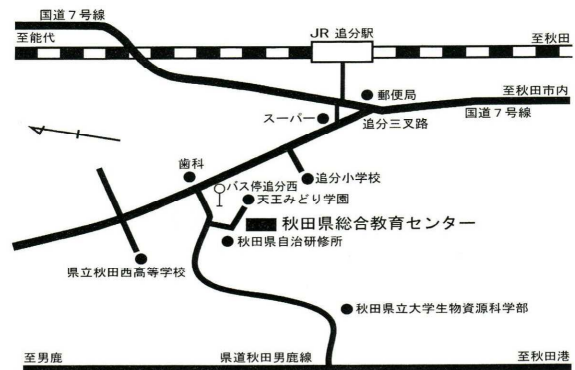 国道7号線
至能代
JR 追分駅
至秋田
郵便局
至秋田市内
国道7号線
スーパー
追分三叉路
歯科
追分小学校
バス停追分西
天王みどり学園
秋田県総合教育センター
秋田県自治研修所
県立秋田西高等学校
秋田県立大学生物資源科学部
至男鹿
県道秋田男鹿線
至秋田港